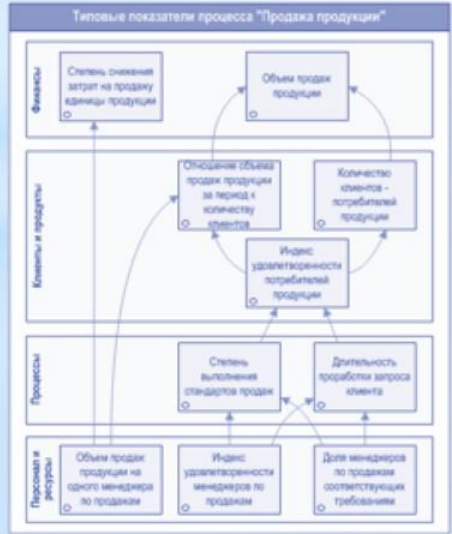 Типовые показатели процесса "Продажа продукции"
Финансы
Степень снижения
затрат на продажу
единицы продукции
Объем продаж
продукции
Клиенты и продукты
Отношение объема
продаж продукции
за период к
количеству
клиентов
Количество
клиентов -
потребителей
продукции
Индекс
удовлетворенности
потребителей
продукции
Процессы
Степень
выполнения
стандартов продаж
Длительность
проработки запроса
клиента
Персонал и
ресурсы
Объем продаж
продукции на
одного менеджера
по продажам
Индекс
удовлетворенности
менеджеров по
продажам
Доля менеджеров
по продажам
соответствующих
требованиям